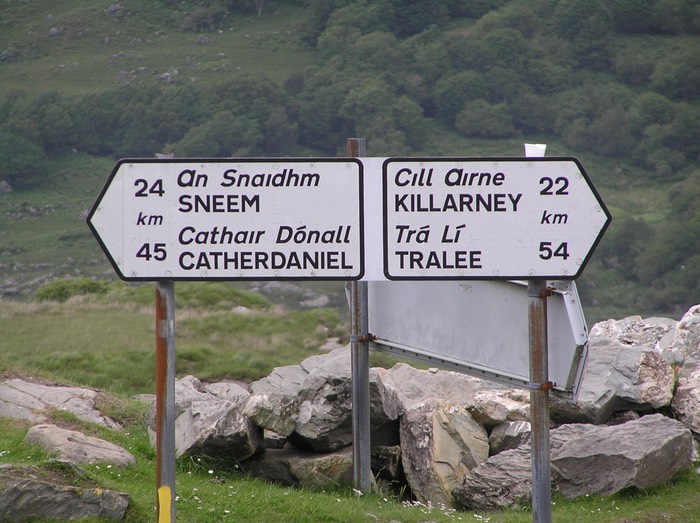 24 An Snaidhm
SNEEM
km
Cathair Dónall
45 CATHERDANIEL
Cill Airne 22
KILLARNEY
km
Trá Lí
TRALEE 54